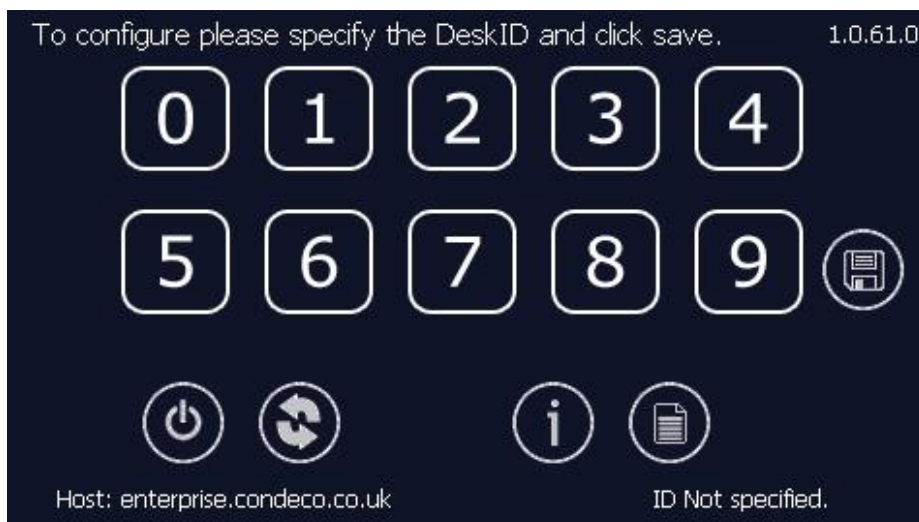 To configure please specify the DeskID and click save. 1.0.61.0
0 1 2 3 4
5 6 7 8 9
i
Host: enterprise.condeco.co.uk ID Not specified.